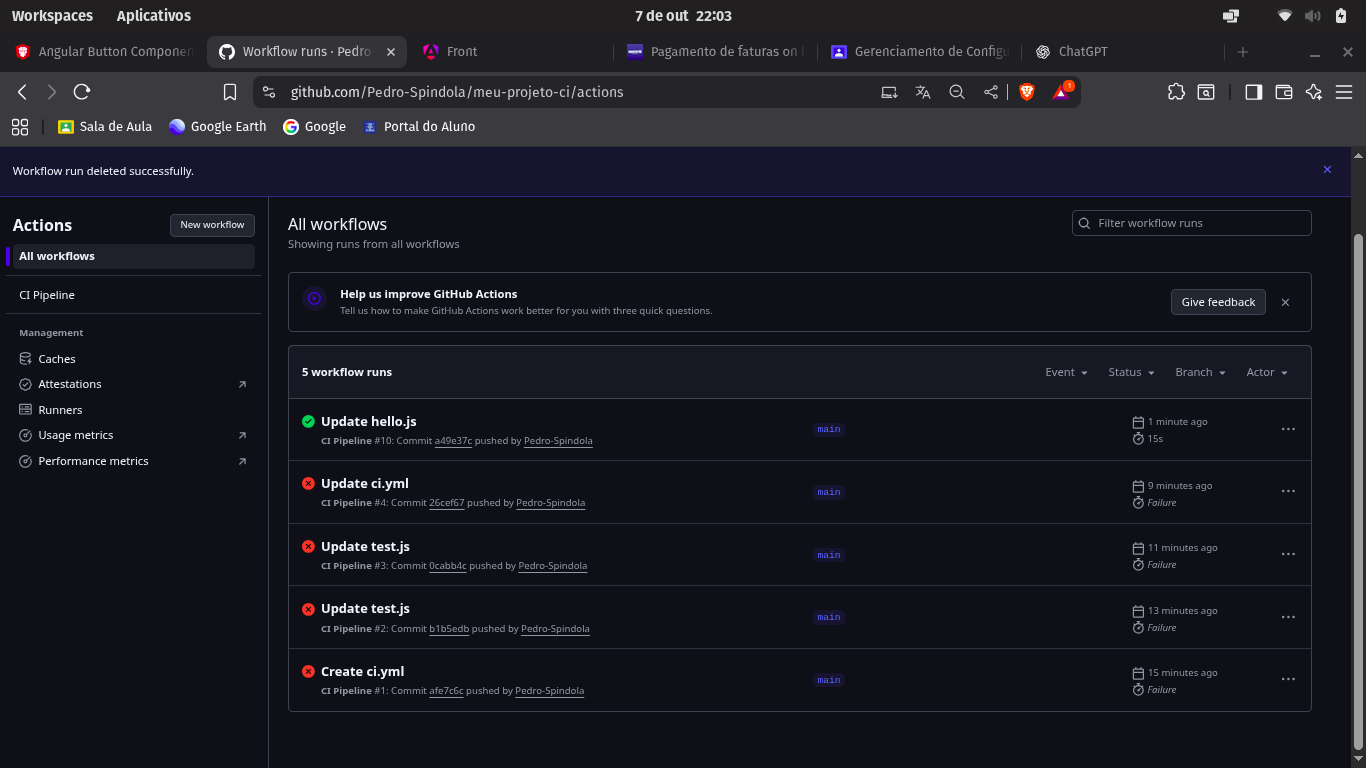 Workspaces Aplicativos 7 de out 22:03
Angular Button Componen Workflow runs · Pedro Front Pagamento de faturas on Gerenciamento de Configu ChatGPT
github.com/Pedro-Spindola/meu-projeto-ci/actions 1
Sala de Aula Google Earth Google Portal do Aluno
Workflow run deleted successfully.
Actions New workflow
All workflows
CI Pipeline
Management
Caches
Attestations
Runners
Usage metrics
Performance metrics
All workflows
Showing runs from all workflows
Filter workflow runs
Help us improve GitHub Actions
Tell us how to make GitHub Actions work better for you with three quick questions.
Give feedback
5 workflow runs Event Status Branch Actor
Update hello.js
CI Pipeline #10: Commit a49e37c pushed by Pedro-Spindola
main
1 minute ago
15s
Update ci.yml
CI Pipeline #4: Commit 26cef67 pushed by Pedro-Spindola
main
9 minutes ago
Failure
Update test.js
CI Pipeline #3: Commit 0cabb4c pushed by Pedro-Spindola
main
11 minutes ago
Failure
Update test.js
CI Pipeline #2: Commit b1b5edb pushed by Pedro-Spindola
main
13 minutes ago
Failure
Create ci.yml
CI Pipeline #1: Commit afe7c6c pushed by Pedro-Spindola
main
15 minutes ago
Failure